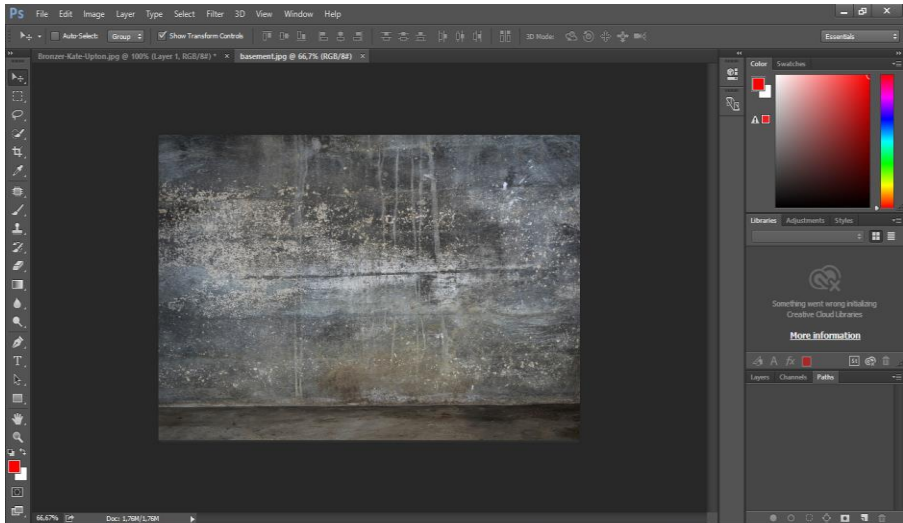 Ps File Edit Image Layer Type Select Filter 3D View Window Help
Auto-Select: Group Show Transform Controls 3D Mode: Essentials
Bronzer-Kate-Upton.jpg @ 100% (Layer 1, RGB/8#) * × basement.jpg @ 66,7% (RGB/8#) ×
Color Swatches
Libraries Adjustments Styles
Something went wrong initializing
Creative Cloud Libraries
More information
Layers Channels Paths
66,67% Doc: 1,76M/1,76M